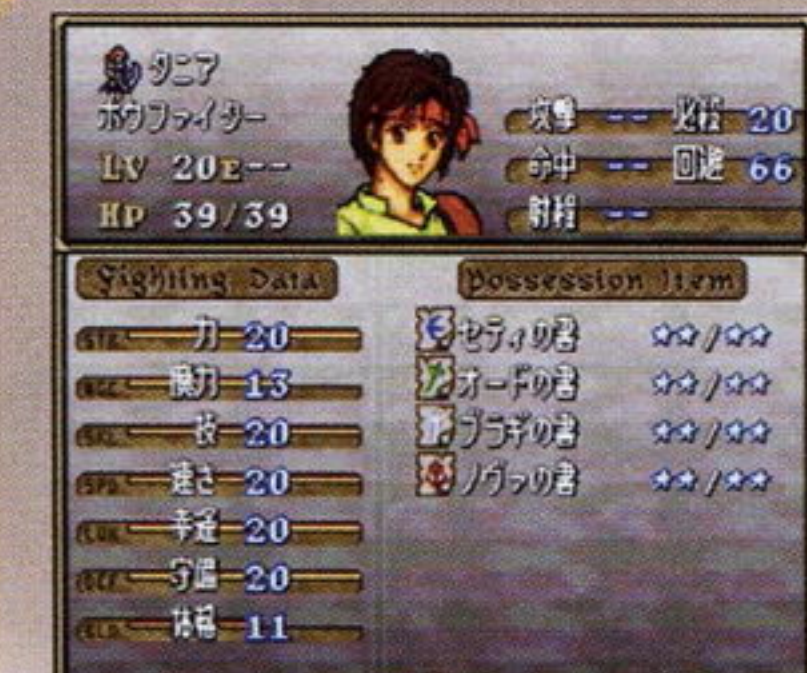 タニア
ボウファイター
LV 20 E--
HP 39/39
攻撃 -- 必殺 20
命中 -- 回避 66
射程 --
Fighting Data
STR. 力 20
MGC. 魔力 13
SKL. 技 20
SPD. 速さ 20
LUK. 幸運 20
DEF. 守備 20
BLD. 体格 11
Possession Item
セティの書 ★★/★★
オードの書 ★★/★★
ブラギの書 ★★/★★
ノヴァの書 ★★/★★